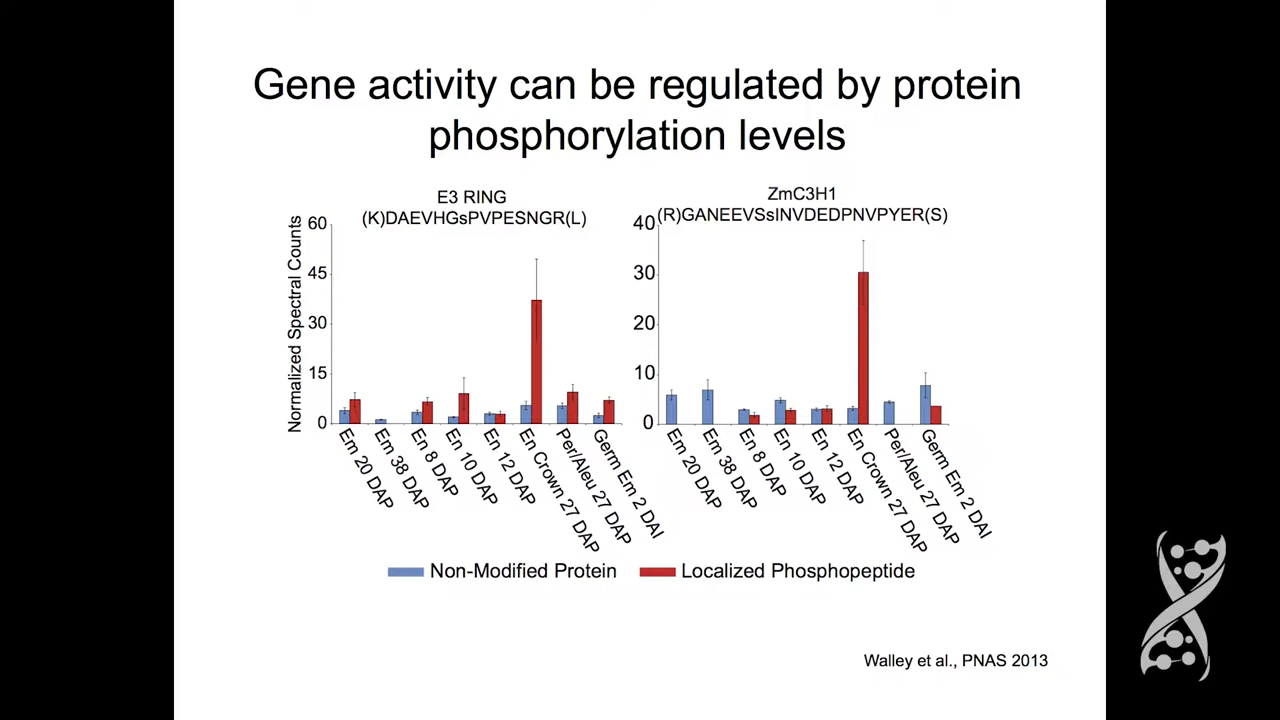 Gene activity can be regulated by protein
phosphorylation levels
E3 RING
(K)DAEVHGsPVPESNGR(L)
Normalized Spectral Counts
60
45
30
15
0
Em 20 DAP
Em 38 DAP
En 8 DAP
En 10 DAP
En 12 DAP
En Crown 27 DAP
Per/Aleu 27 DAP
Germ Em 2 DAI
ZmC3H1
(R)GANEEVSsINVDEDPNVPYER(S)
40
30
20
10
0
Em 20 DAP
Em 38 DAP
En 8 DAP
En 10 DAP
En 12 DAP
En Crown 27 DAP
Per/Aleu 27 DAP
Germ Em 2 DAI
Non-Modified Protein
Localized Phosphopeptide
Walley et al., PNAS 2013